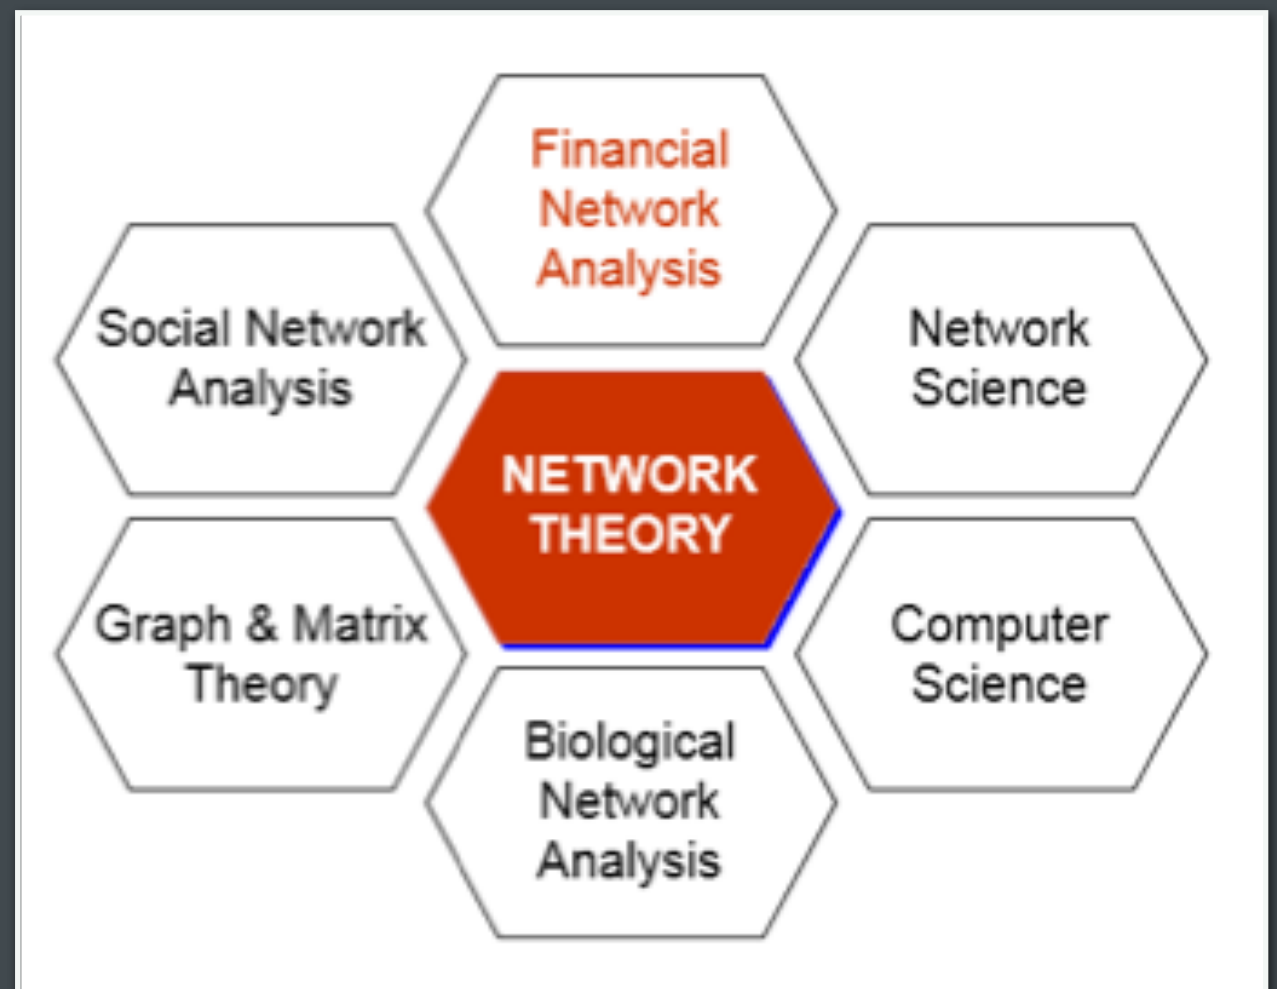 Financial
Network
Analysis
Social Network
Analysis
Network
Science
NETWORK
THEORY
Graph & Matrix
Theory
Computer
Science
Biological
Network
Analysis